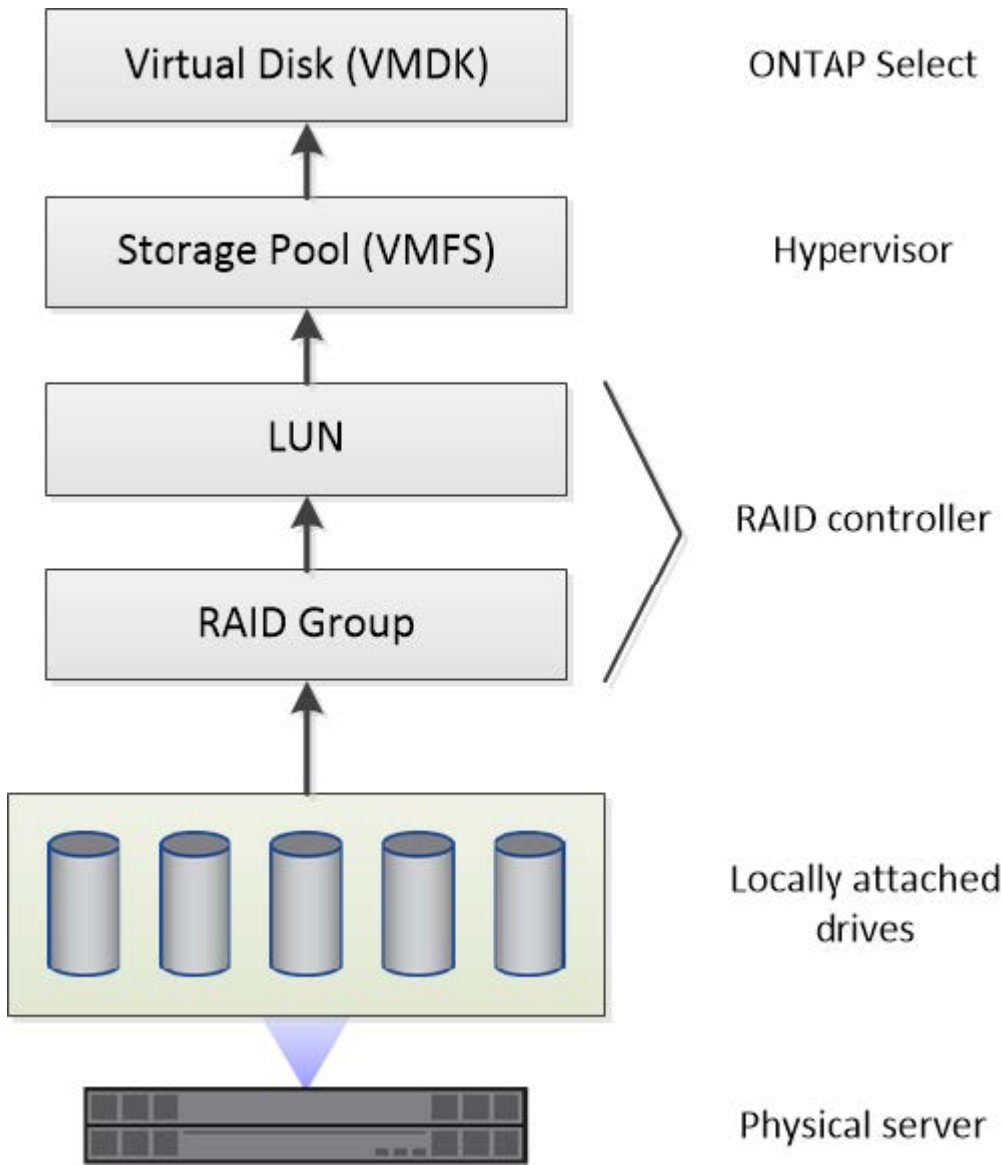 Virtual Disk (VMDK)
ONTAP Select
Storage Pool (VMFS)
Hypervisor
LUN
RAID controller
RAID Group
Locally attached
drives
Physical server